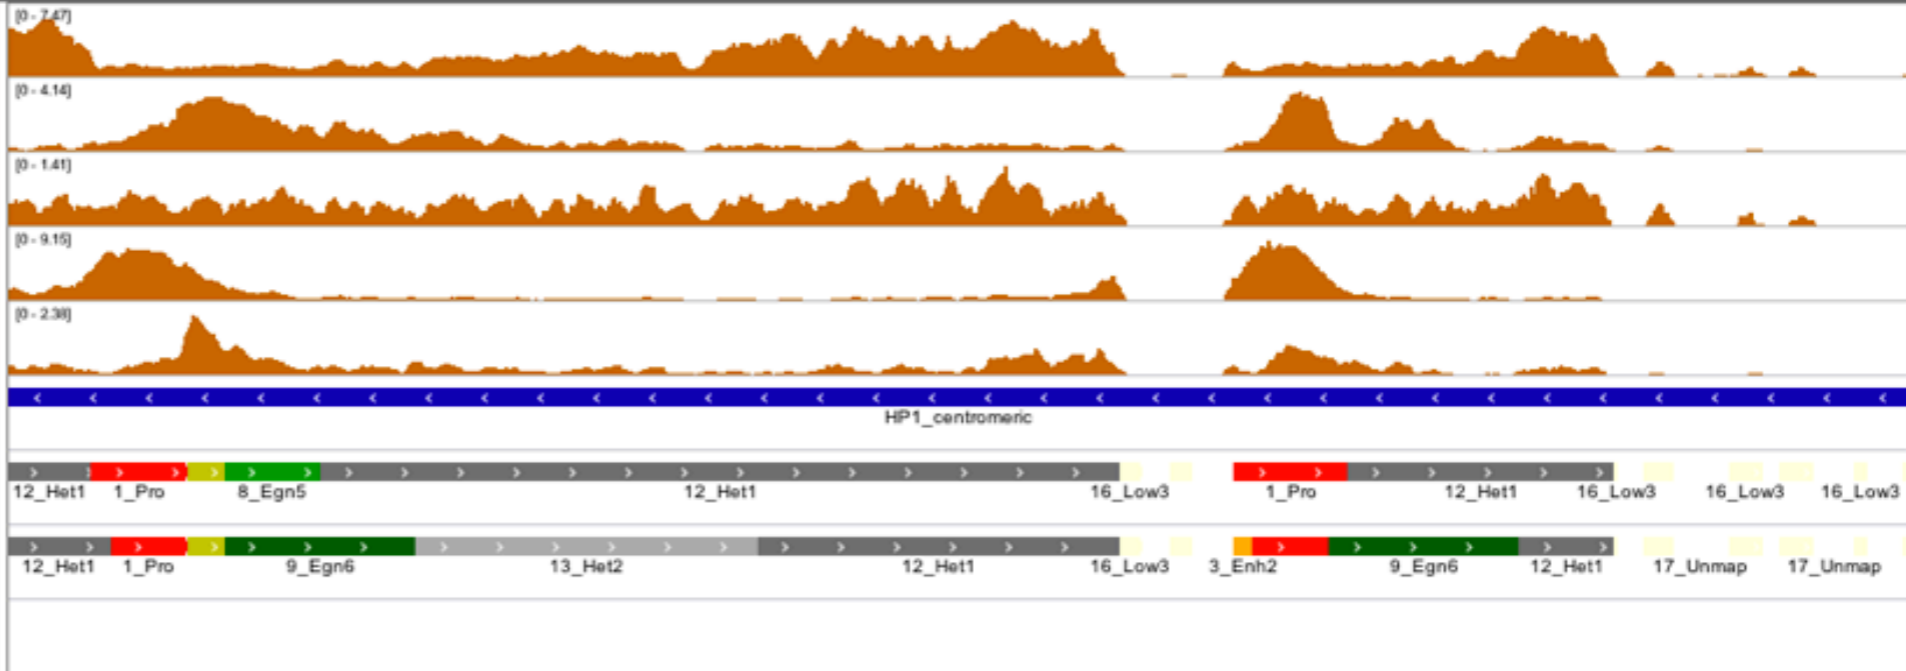 [0 - 7.47]
[0 - 4.14]
[0 - 1.41]
[0 - 9.15]
[0 - 2.38]
HP1_centromeric
12_Het1 1_Pro 8_Egn5 12_Het1 16_Low3 1_Pro 12_Het1 16_Low3 16_Low3 16_Low3
12_Het1 1_Pro 9_Egn6 13_Het2 12_Het1 16_Low3 3_Enh2 9_Egn6 12_Het1 17_Unmap 17_Unmap